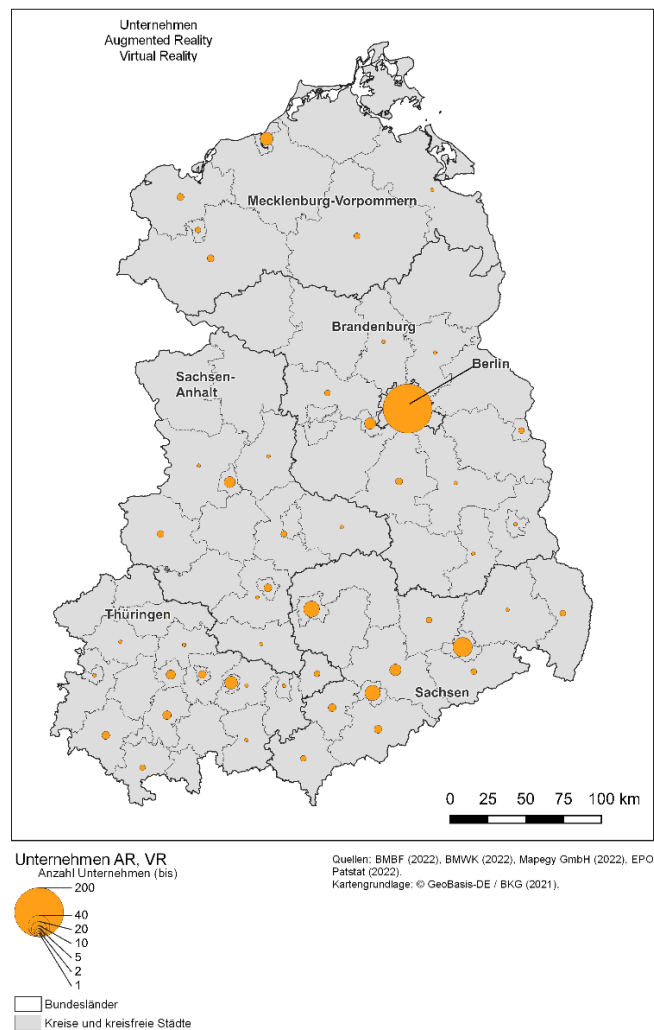 Unternehmen
Augmented Reality
Virtual Reality
Mecklenburg-Vorpommern
Brandenburg
Berlin
Sachsen-
Anhalt
Thüringen
Sachsen
0 25 50 75 100 km
Unternehmen AR, VR
Anzahl Unternehmen (bis)
200
40
20
10
5
2
1
Bundesländer
Kreise und kreisfreie Städte
Quellen: BMBF (2022), BMWK (2022), Mapegy GmbH (2022), EPO
Patstat (2022).
Kartengrundlage: © GeoBasis-DE / BKG (2021).